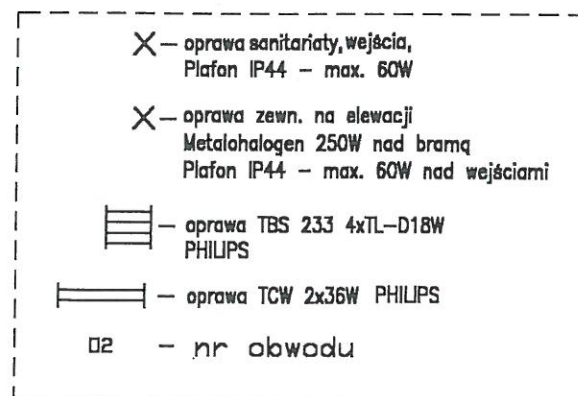 – oprawa sanitariaty, wejścia,
Plafon IP44 – max. 60W
– oprawa zewn. na elewacji
Metalohalogen 250W nad bramą
Plafon IP44 – max. 60W nad wejściami
– oprawa TBS 233 4xTL–D18W
PHILIPS
– oprawa TCW 2x36W PHILIPS
02 – nr obwodu